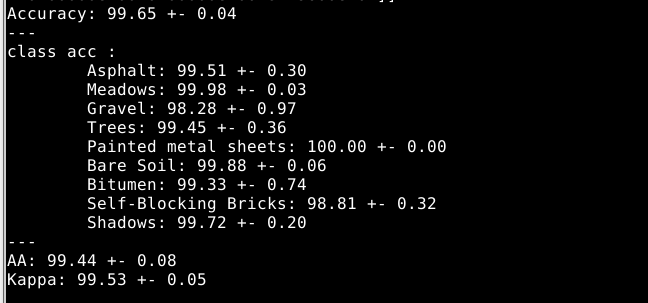 Accuracy: 99.65 +- 0.04
---
class acc :
Asphalt: 99.51 +- 0.30
Meadows: 99.98 +- 0.03
Gravel: 98.28 +- 0.97
Trees: 99.45 +- 0.36
Painted metal sheets: 100.00 +- 0.00
Bare Soil: 99.88 +- 0.06
Bitumen: 99.33 +- 0.74
Self-Blocking Bricks: 98.81 +- 0.32
Shadows: 99.72 +- 0.20
---
AA: 99.44 +- 0.08
Kappa: 99.53 +- 0.05